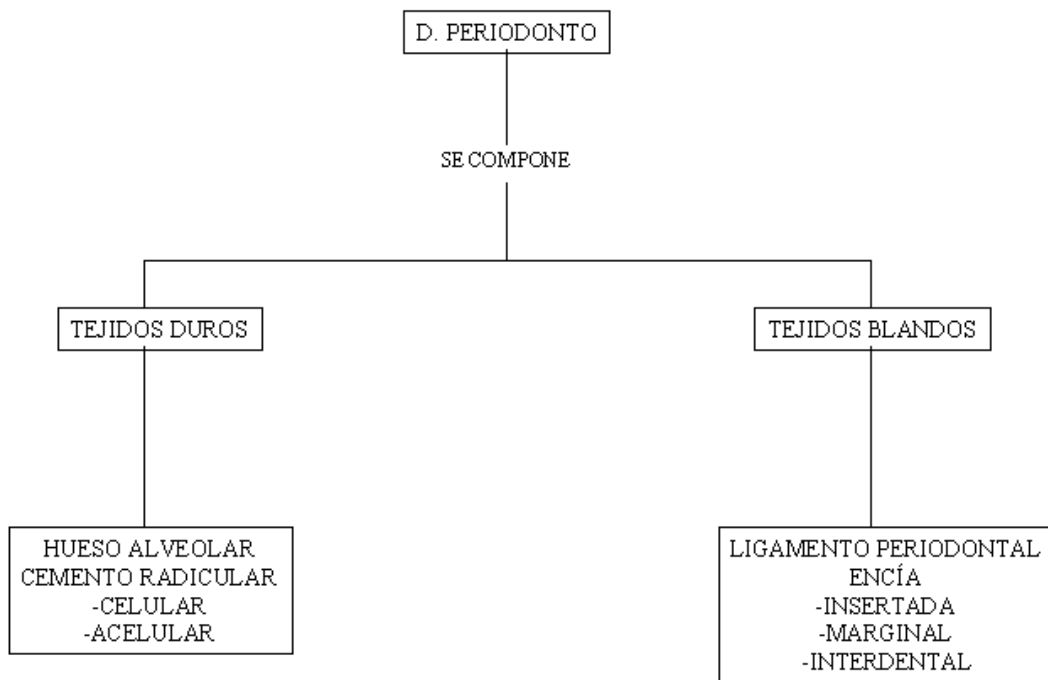 D. PERIODONTO
SE COMPONE
TEJIDOS DUROS
TEJIDOS BLANDOS
HUESO ALVEOLAR
CEMENTO RADICULAR
-CELULAR
-ACELULAR
LIGAMENTO PERIODONTAL
ENCÍA
-INSERTADA
-MARGINAL
-INTERDENTAL